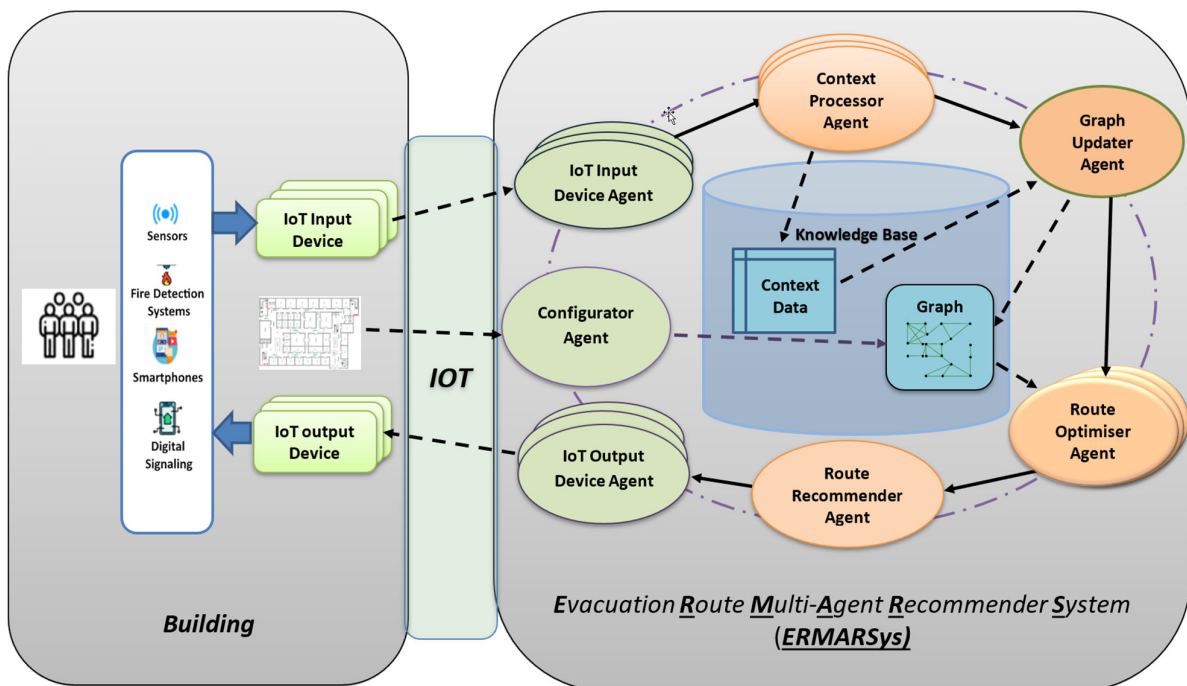 Sensors
Fire Detection
Systems
Smartphones
Digital
Signaling
IoT Input
Device
IoT output
Device
Building
IOT
IoT Input
Device Agent
Configurator
Agent
IoT Output
Device Agent
Context
Processor
Agent
Graph
Updater
Agent
Knowledge Base
Context
Data
Graph
Route
Optimiser
Agent
Route
Recommender
Agent
Evacuation Route Multi-Agent Recommender System
(ERMARSys)